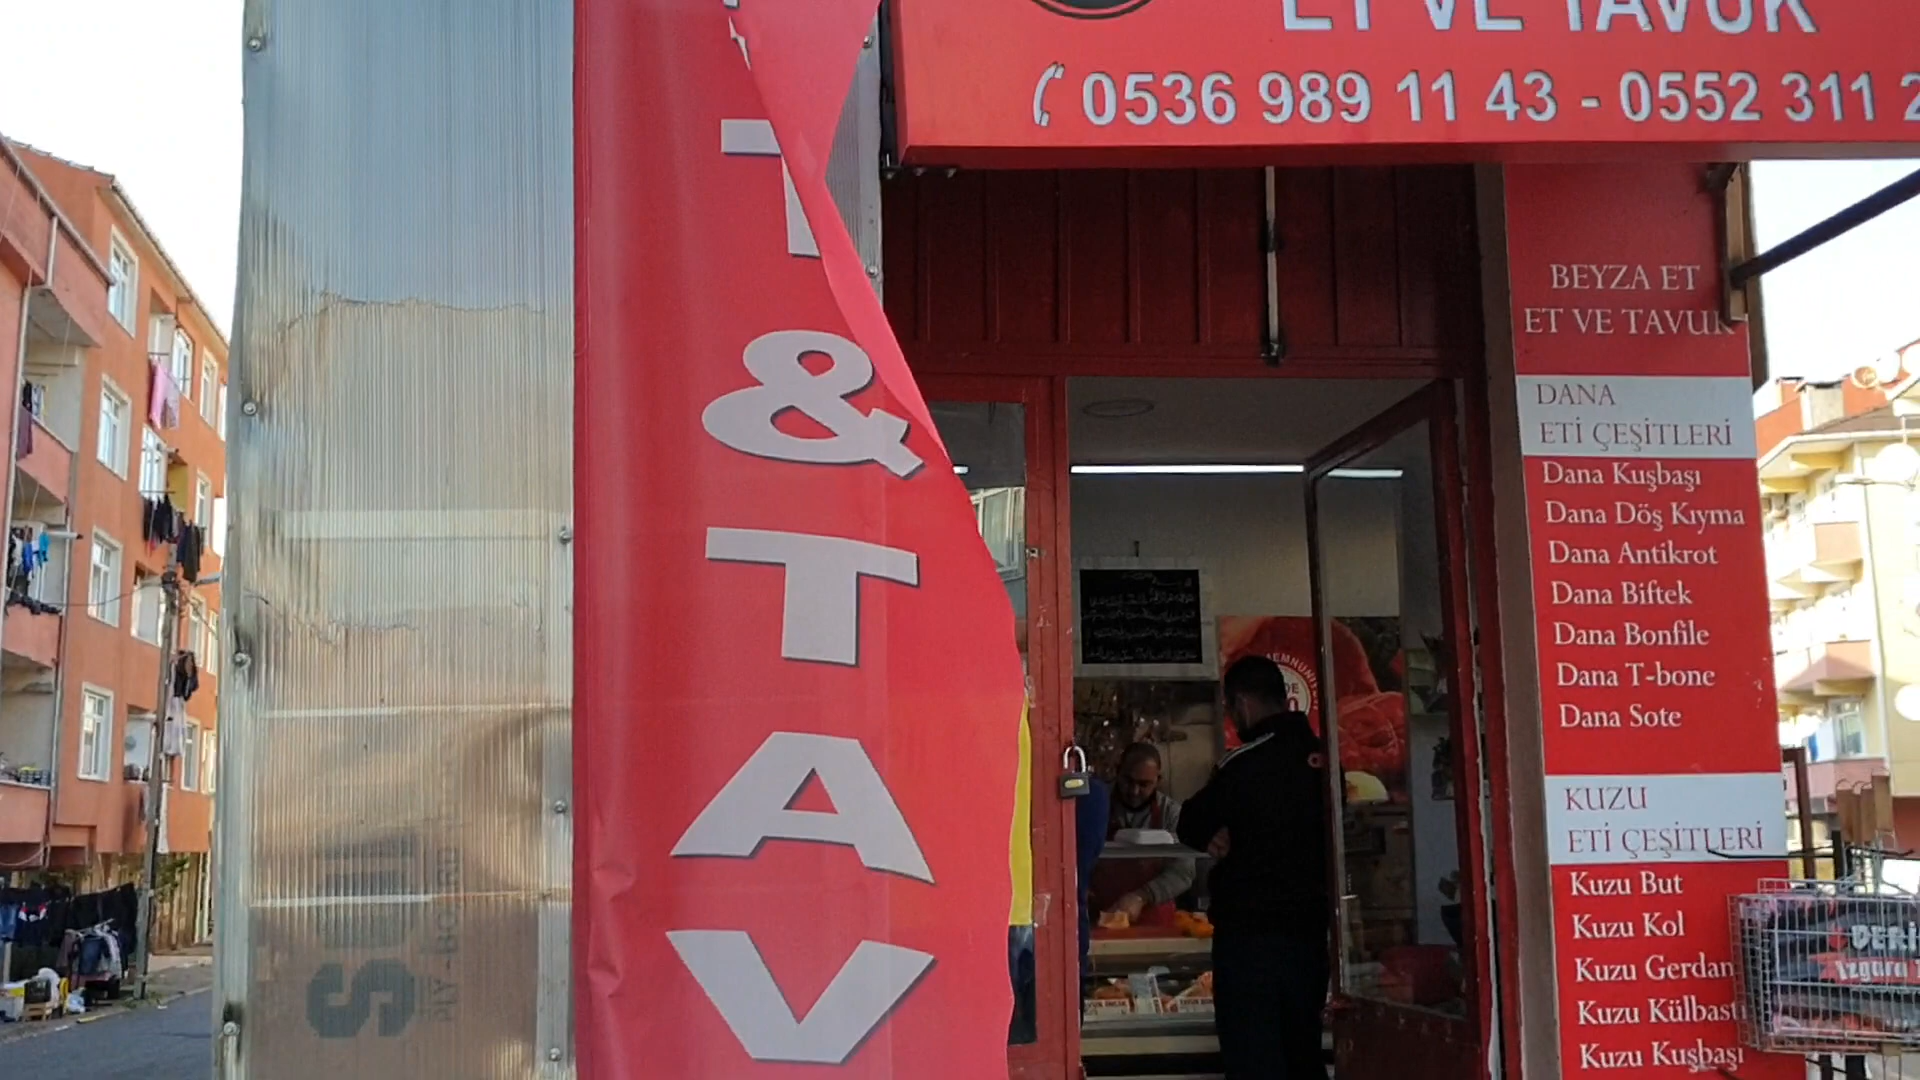 ET VE TAVUK
0536 989 11 43 - 0552 311 2
T
&
T
A
V
BEYZA ET
ET VE TAVUK
DANA
ETİ ÇEŞİTLERİ
Dana Kuşbaşı
Dana Döş Kıyma
Dana Antikrot
Dana Biftek
Dana Bonfile
Dana T-bone
Dana Sote
KUZU
ETİ ÇEŞİTLERİ
Kuzu But
Kuzu Kol
Kuzu Gerdan
Kuzu Külbastı
Kuzu Kuşbaşı